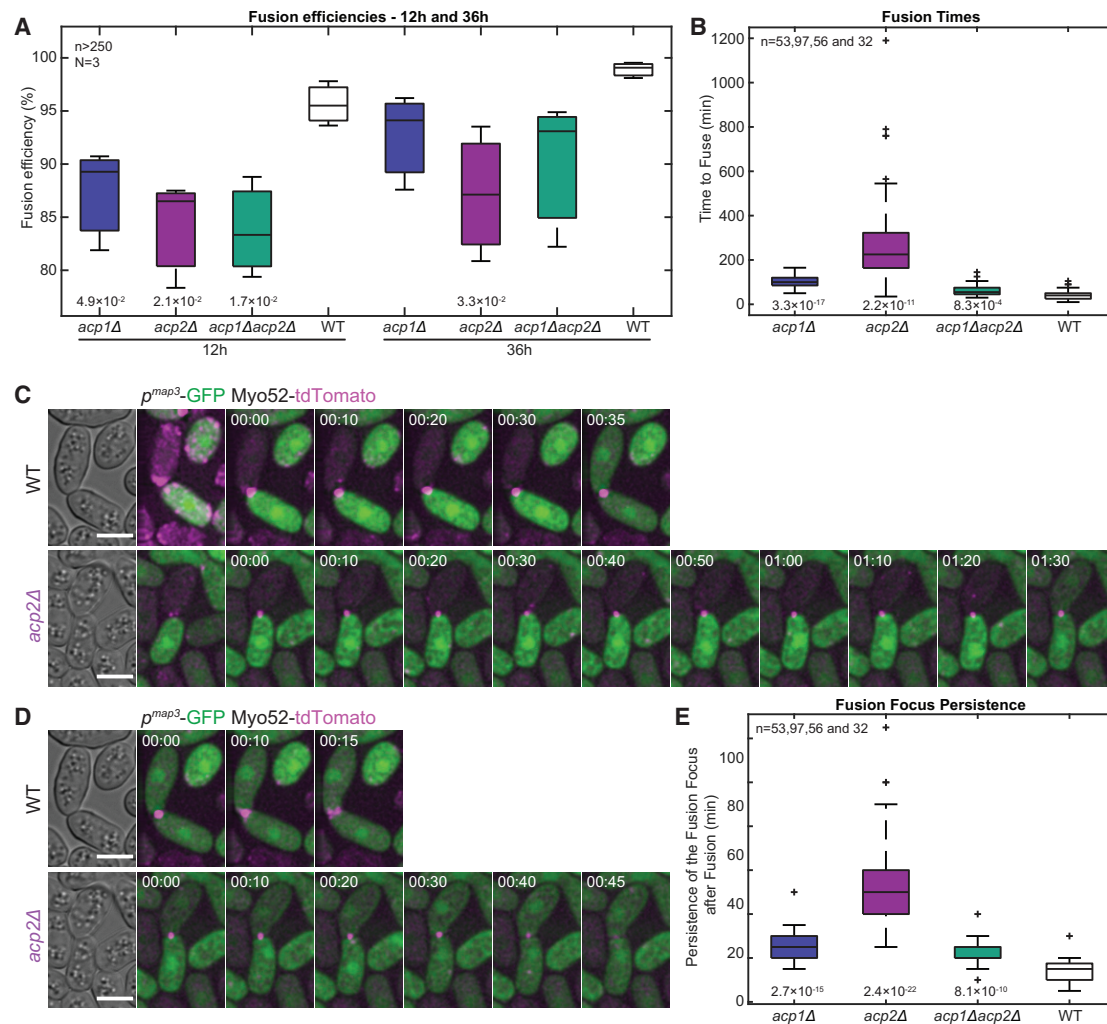 A
Fusion efficiencies - 12h and 36h
n>250
N=3
Fusion efficiency (%)
100
95
90
85
80
4.9×10⁻²
2.1×10⁻²
1.7×10⁻²
3.3×10⁻²
acp1Δ
acp2Δ
acp1Δacp2Δ
WT
acp1Δ
acp2Δ
acp1Δacp2Δ
WT
12h
36h
B
Fusion Times
n=53,97,56 and 32
Time to Fuse (min)
1200
1000
800
600
400
200
0
3.3×10⁻¹⁷
2.2×10⁻¹¹
8.3×10⁻⁴
acp1Δ
acp2Δ
acp1Δacp2Δ
WT
C
pᵐᵃᵖ³-GFP Myo52-tdTomato
WT
00:00
00:10
00:20
00:30
00:35
acp2Δ
00:00
00:10
00:20
00:30
00:40
00:50
01:00
01:10
01:20
01:30
D
pᵐᵃᵖ³-GFP Myo52-tdTomato
WT
00:00
00:10
00:15
acp2Δ
00:00
00:10
00:20
00:30
00:40
00:45
E
Fusion Focus Persistence
n=53,97,56 and 32
Persistence of the Fusion Focus
after Fusion (min)
100
80
60
40
20
0
2.7×10⁻¹⁵
2.4×10⁻²²
8.1×10⁻¹⁰
acp1Δ
acp2Δ
acp1Δacp2Δ
WT